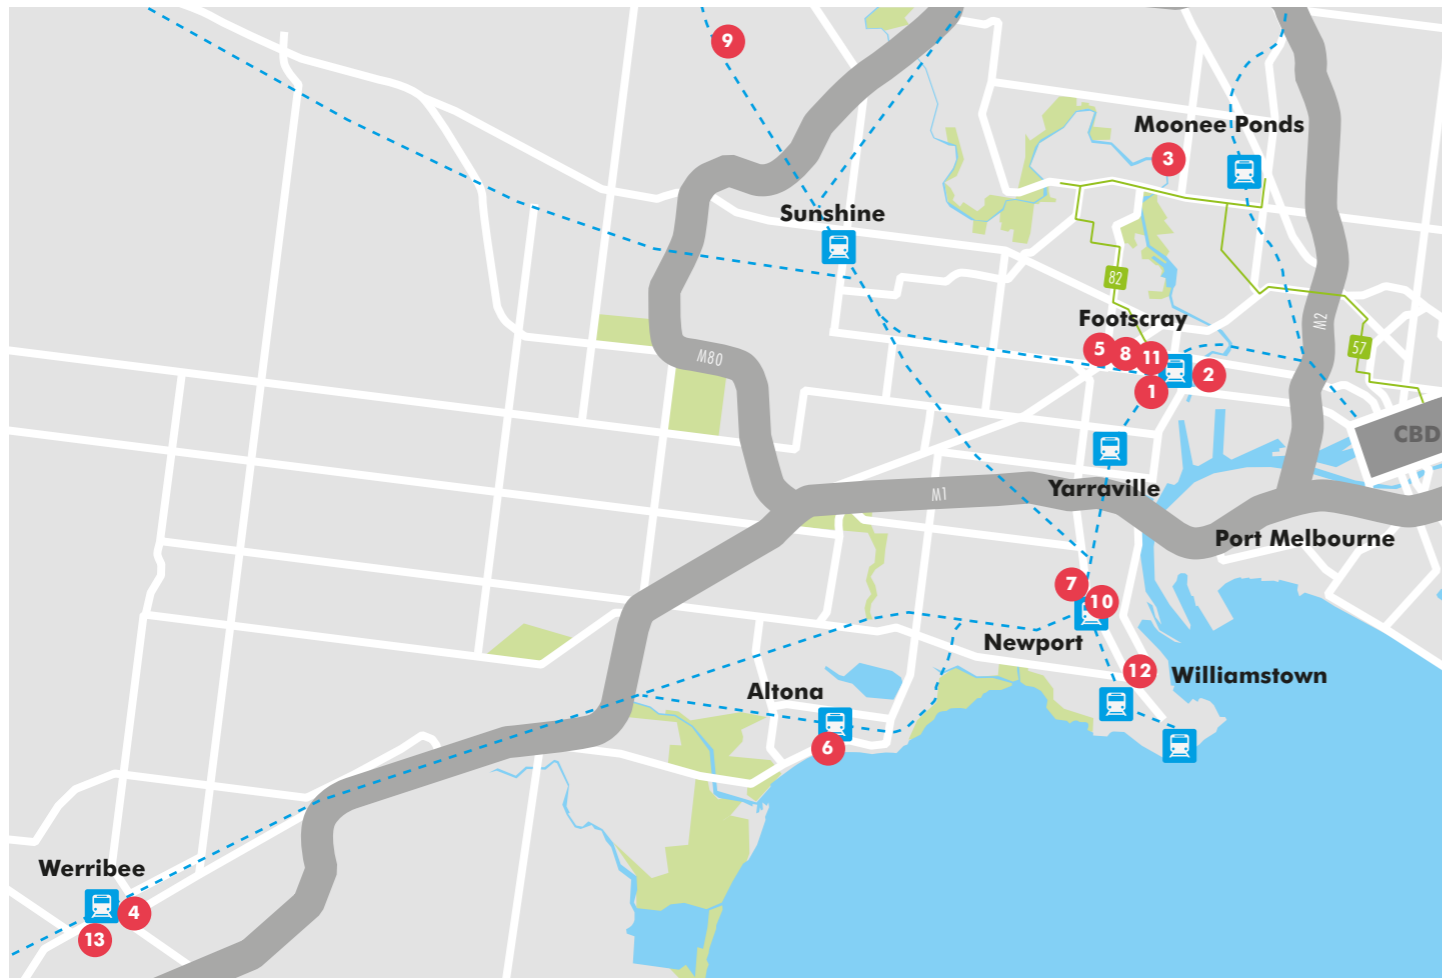 9
Moonee Ponds
3
Sunshine
82
Footscray
M2
5
8
11
57
M80
2
1
CBD
Yarraville
M1
Port Melbourne
7
10
Newport
12
Williamstown
Altona
6
Werribee
4
13